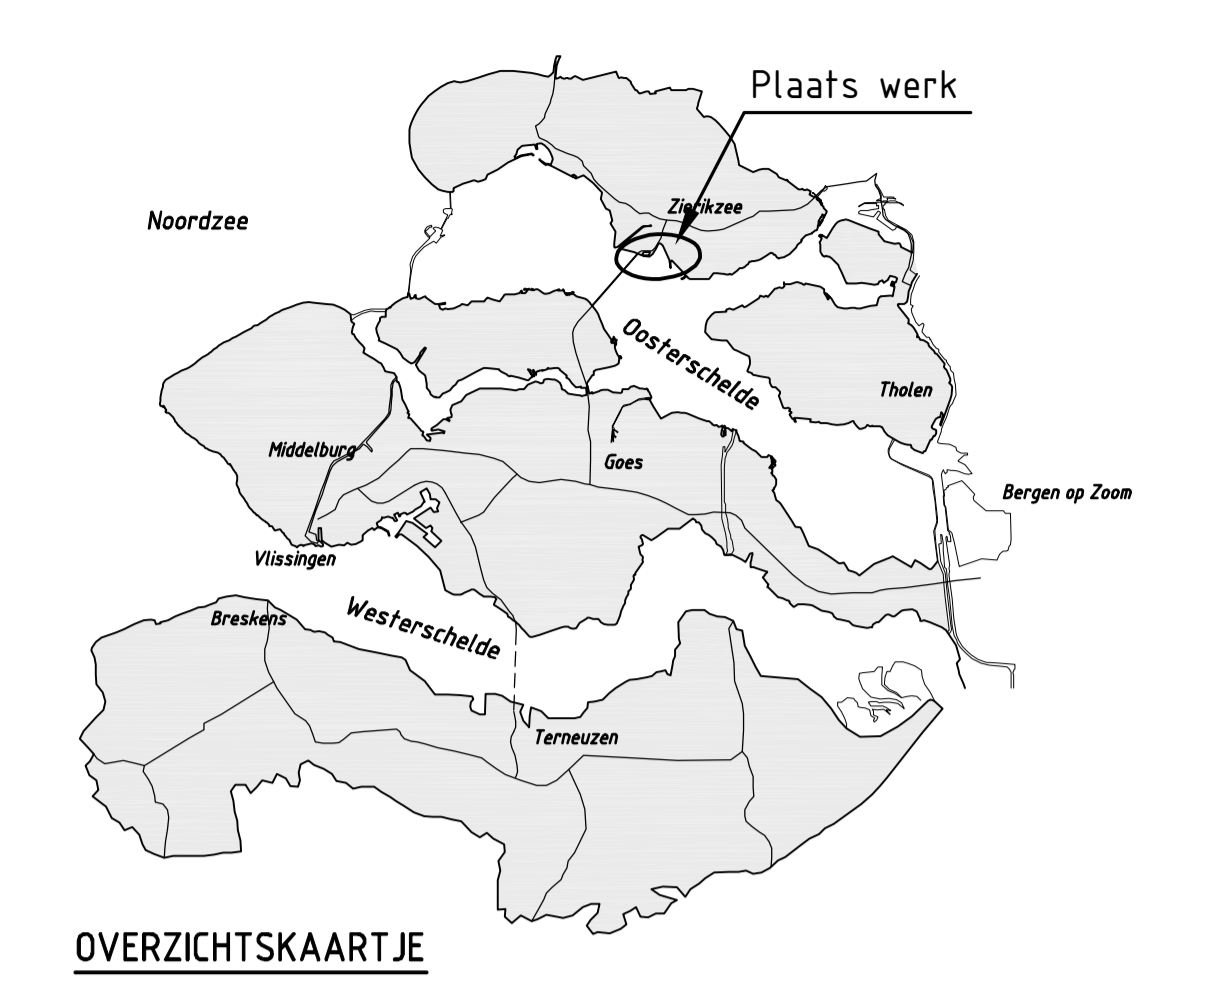 Plaats werk
Zierikzee
Noordzee
Oosterschelde
Tholen
Middelburg
Goes
Bergen op Zoom
Vlissingen
Westerschelde
Breskens
Terneuzen
OVERZICHTSKAARTJE